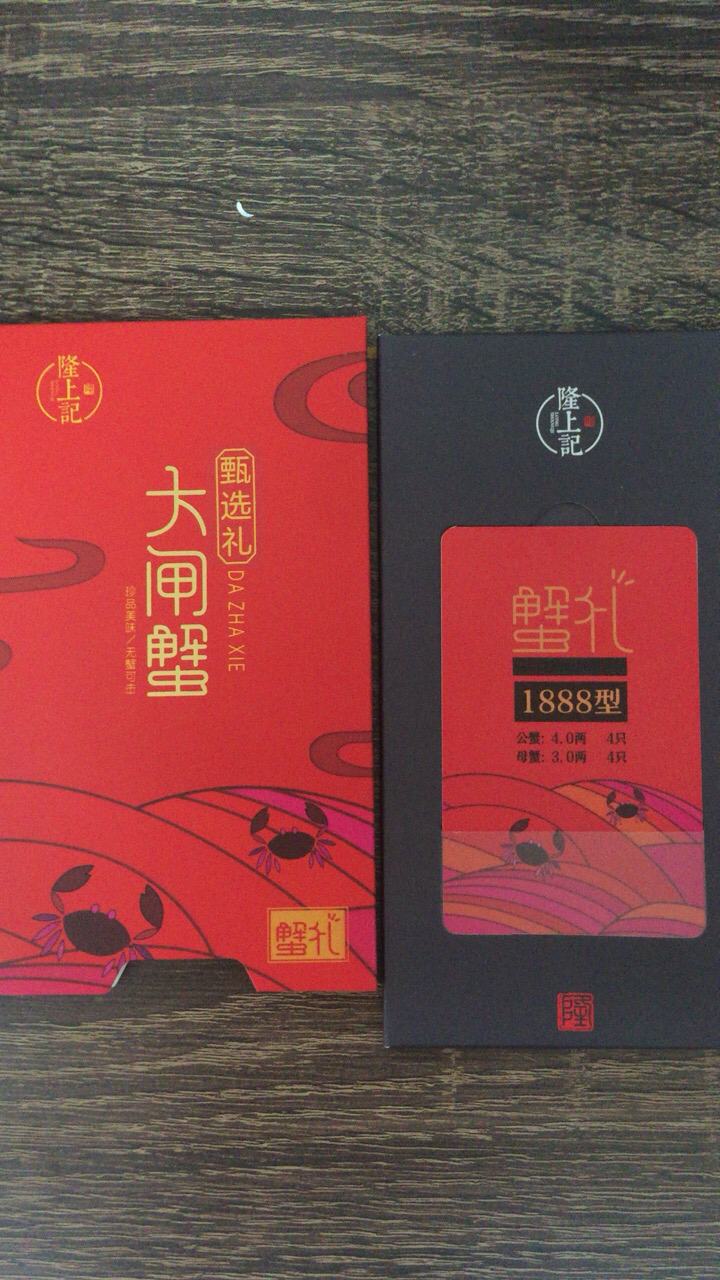 隆上記
甄选礼
大闸蟹
DA ZHA XIE
珍品美味/无蟹可击
蟹礼
隆上記
蟹礼
1888型
公蟹: 4.0两 4只
母蟹: 3.0两 4只
隆